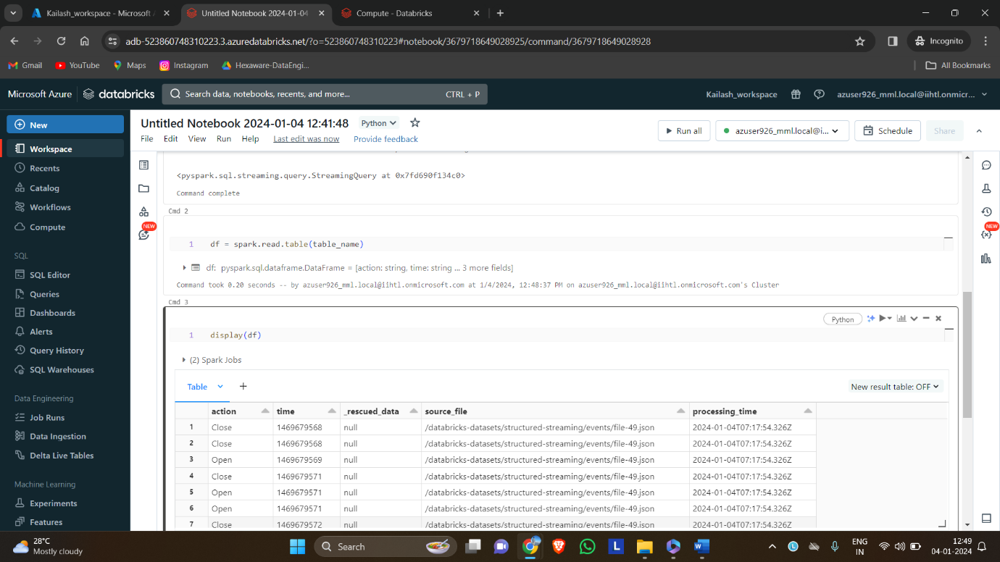 Kailash_workspace - Microsoft A
Untitled Notebook 2024-01-04
Compute - Databricks
adb-523860748310223.3.azuredatabricks.net/?o=523860748310223#notebook/3679718649028925/command/3679718649028928
Incognito
Gmail
YouTube
Maps
Instagram
Hexaware-DataEngi...
All Bookmarks
Microsoft Azure
databricks
Search data, notebooks, recents, and more...
CTRL + P
Kailash_workspace
azuser926_mml.local@iihtl.onmicr...
New
Workspace
Recents
Catalog
Workflows
Compute
SQL
SQL Editor
Queries
Dashboards
Alerts
Query History
SQL Warehouses
Data Engineering
Job Runs
Data Ingestion
Delta Live Tables
Machine Learning
Experiments
Features
Untitled Notebook 2024-01-04 12:41:48
Python
File Edit View Run Help Last edit was now Provide feedback
Run all
azuser926_mml.local@i...
Schedule
Share
NEW
NEW
<pyspark.sql.streaming.query.StreamingQuery at 0x7fd690f134c0>
Command complete
Cmd 2
1 df = spark.read.table(table_name)
df: pyspark.sql.dataframe.DataFrame = [action: string, time: string ... 3 more fields]
Command took 0.20 seconds -- by azuser926_mml.local@iihtl.onmicrosoft.com at 1/4/2024, 12:48:37 PM on azuser926_mml.local@iihtl.onmicrosoft.com's Cluster
Cmd 3
Python
1 display(df)
(2) Spark Jobs
Table
New result table: OFF
action time _rescued_data source_file processing_time
1 Close 1469679568 null /databricks-datasets/structured-streaming/events/file-49.json 2024-01-04T07:17:54.326Z
2 Close 1469679568 null /databricks-datasets/structured-streaming/events/file-49.json 2024-01-04T07:17:54.326Z
3 Open 1469679569 null /databricks-datasets/structured-streaming/events/file-49.json 2024-01-04T07:17:54.326Z
4 Close 1469679571 null /databricks-datasets/structured-streaming/events/file-49.json 2024-01-04T07:17:54.326Z
5 Open 1469679571 null /databricks-datasets/structured-streaming/events/file-49.json 2024-01-04T07:17:54.326Z
6 Open 1469679571 null /databricks-datasets/structured-streaming/events/file-49.json 2024-01-04T07:17:54.326Z
7 Close 1469679572 null /databricks-datasets/structured-streaming/events/file-49.json 2024-01-04T07:17:54.326Z
28°C
Mostly cloudy
Search
L
ENG
IN
12:49
04-01-2024